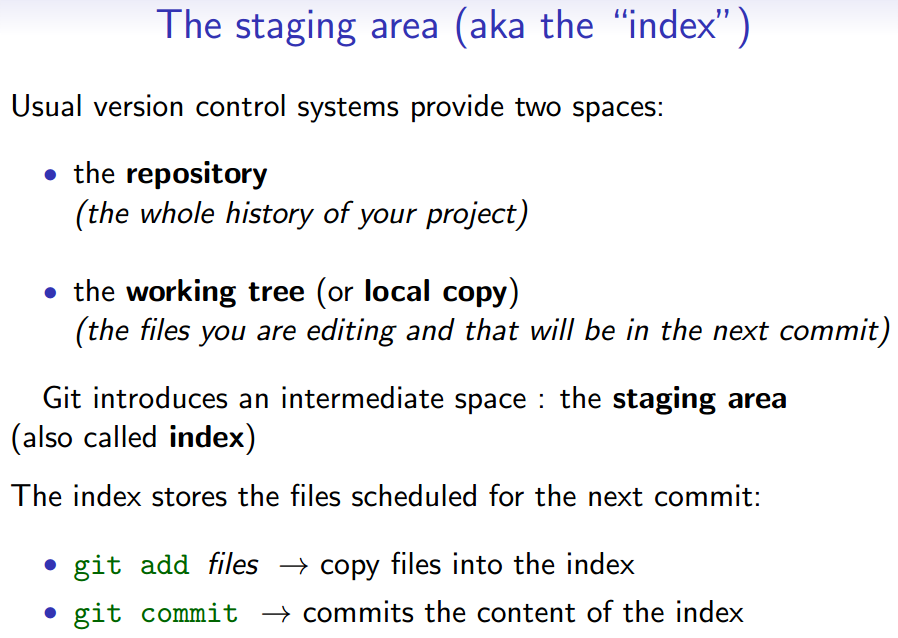 The staging area (aka the “index”)
Usual version control systems provide two spaces:
• the repository
(the whole history of your project)
• the working tree (or local copy)
(the files you are editing and that will be in the next commit)
Git introduces an intermediate space : the staging area
(also called index)
The index stores the files scheduled for the next commit:
• git add files → copy files into the index
• git commit → commits the content of the index